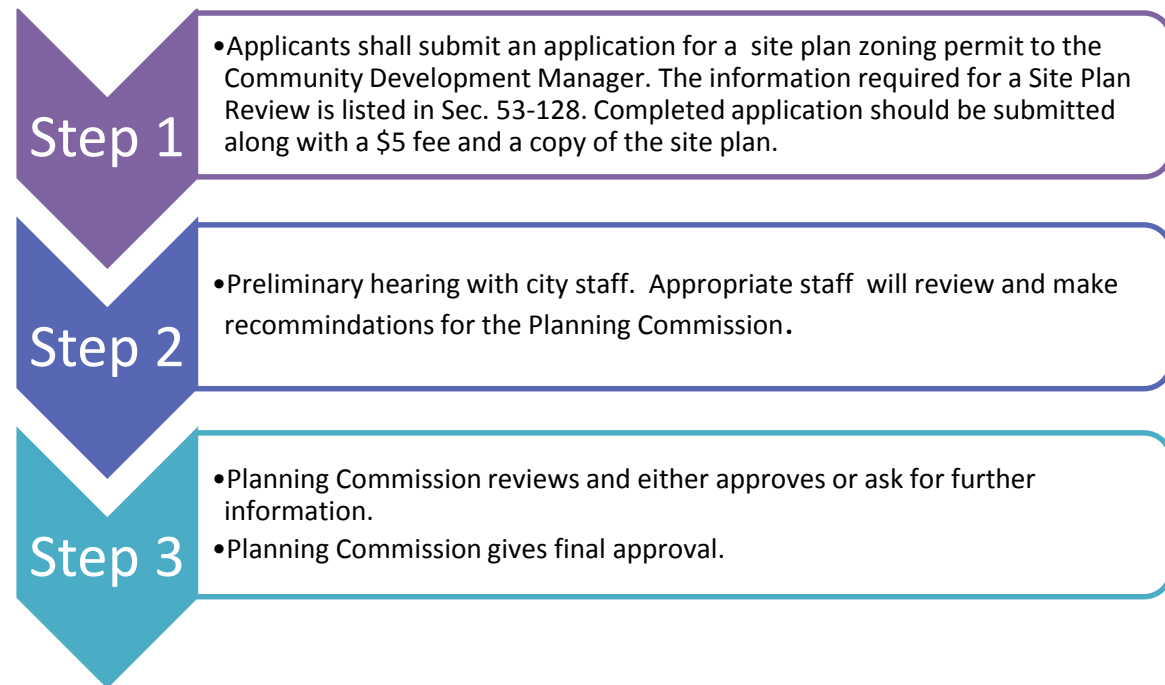 Step 1
•Applicants shall submit an application for a  site plan zoning permit to the
Community Development Manager. The information required for a Site Plan
Review is listed in Sec. 53-128. Completed application should be submitted
along with a $5 fee and a copy of the site plan.
Step 2
•Preliminary hearing with city staff.  Appropriate staff  will review and make
recommindations for the Planning Commission.
Step 3
•Planning Commission reviews and either approves or ask for further
information.
•Planning Commission gives final approval.